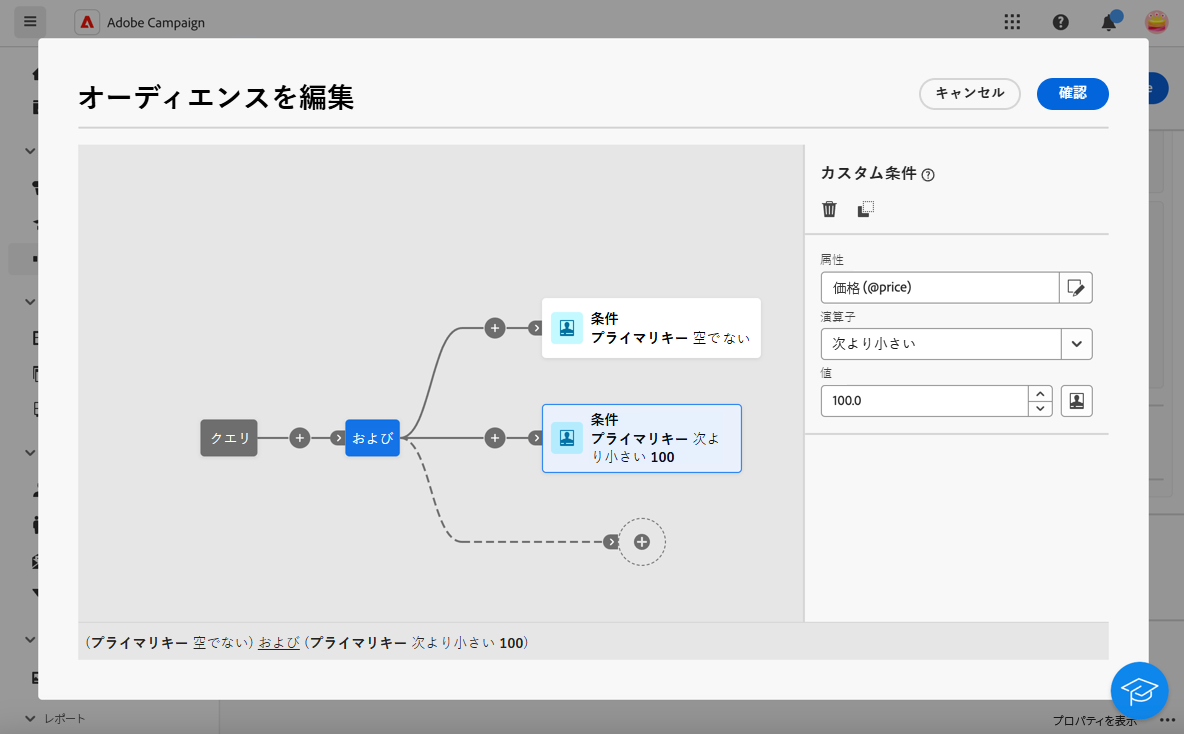 Adobe Campaign
オーディエンスを編集
キャンセル
確認
カスタム条件
属性
価格 (@price)
演算子
次より小さい
値
100.0
条件
プライマリキー 空でない
クエリ
および
条件
プライマリキー 次よ
り小さい 100
(プライマリキー 空でない) および (プライマリキー 次より小さい 100)
レポート
プロパティを表示